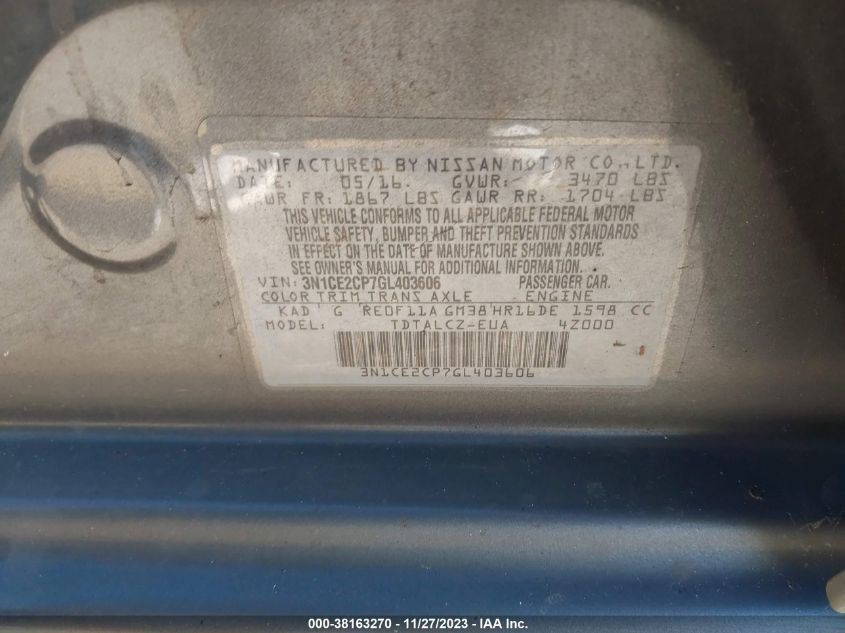 MANUFACTURED BY NISSAN MOTOR CO., LTD.
DATE: 05/16. GVWR: 3470 LBS
GAWR FR: 1867 LBS GAWR RR: 1704 LBS
THIS VEHICLE CONFORMS TO ALL APPLICABLE FEDERAL MOTOR
VEHICLE SAFETY, BUMPER AND THEFT PREVENTION STANDARDS
IN EFFECT ON THE DATE OF MANUFACTURE SHOWN ABOVE.
SEE OWNER'S MANUAL FOR ADDITIONAL INFORMATION.
VIN: 3N1CE2CP7GL403606 PASSENGER CAR.
COLOR TRIM TRANS AXLE ENGINE
KAD G RE0F11A GM38 HR16DE 1598 CC
MODEL: TDTALCZ-EUA 4Z000
3N1CE2CP7GL403606
000-38163270 - 11/27/2023 - IAA Inc.